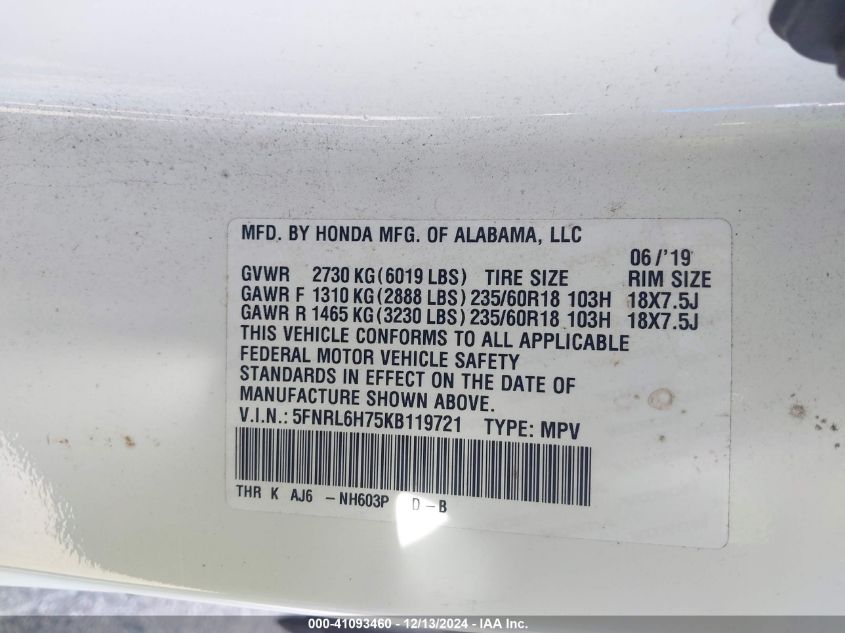 MFD. BY HONDA MFG. OF ALABAMA, LLC
06/'19
GVWR 2730 KG(6019 LBS) TIRE SIZE RIM SIZE
GAWR F 1310 KG(2888 LBS) 235/60R18 103H 18X7.5J
GAWR R 1465 KG(3230 LBS) 235/60R18 103H 18X7.5J
THIS VEHICLE CONFORMS TO ALL APPLICABLE
FEDERAL MOTOR VEHICLE SAFETY
STANDARDS IN EFFECT ON THE DATE OF
MANUFACTURE SHOWN ABOVE.
V.I.N.: 5FNRL6H75KB119721 TYPE: MPV
THR K AJ6 -NH603P D-B
000-41093460 - 12/13/2024 - IAA Inc.